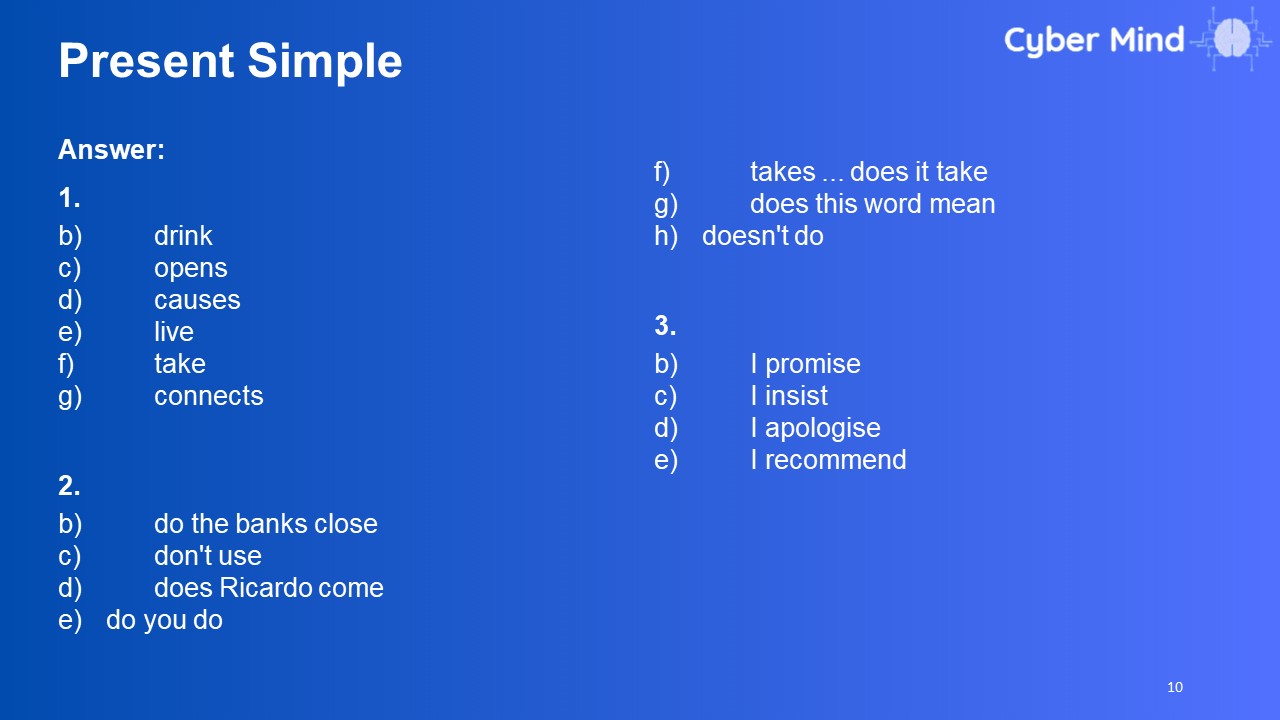 Present Simple
Cyber Mind
Answer:
1.
b) drink
c) opens
d) causes
e) live
f) take
g) connects
2.
b) do the banks close
c) don't use
d) does Ricardo come
e) do you do
f) takes ... does it take
g) does this word mean
h) doesn't do
3.
b) I promise
c) I insist
d) I apologise
e) I recommend
10